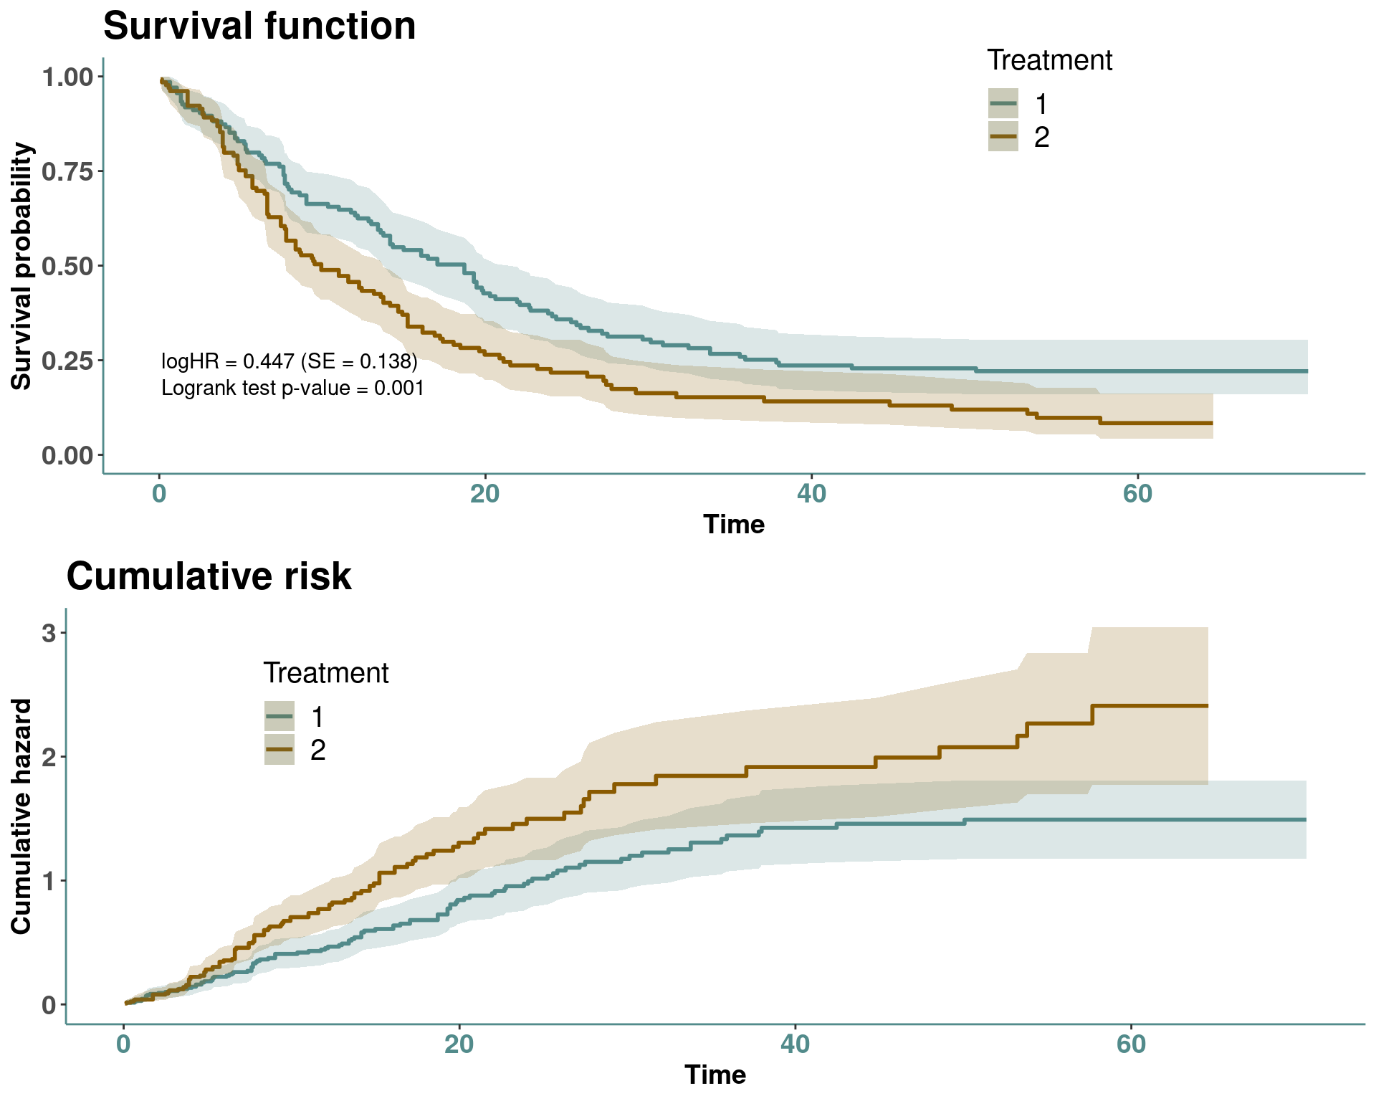 Survival function
Treatment
1
2
1.00
0.75
0.50
0.25
0.00
Survival probability
logHR = 0.447 (SE = 0.138)
Logrank test p-value = 0.001
0 20 40 60
Time
Cumulative risk
Treatment
1
2
3
2
1
0
Cumulative hazard
0 20 40 60
Time